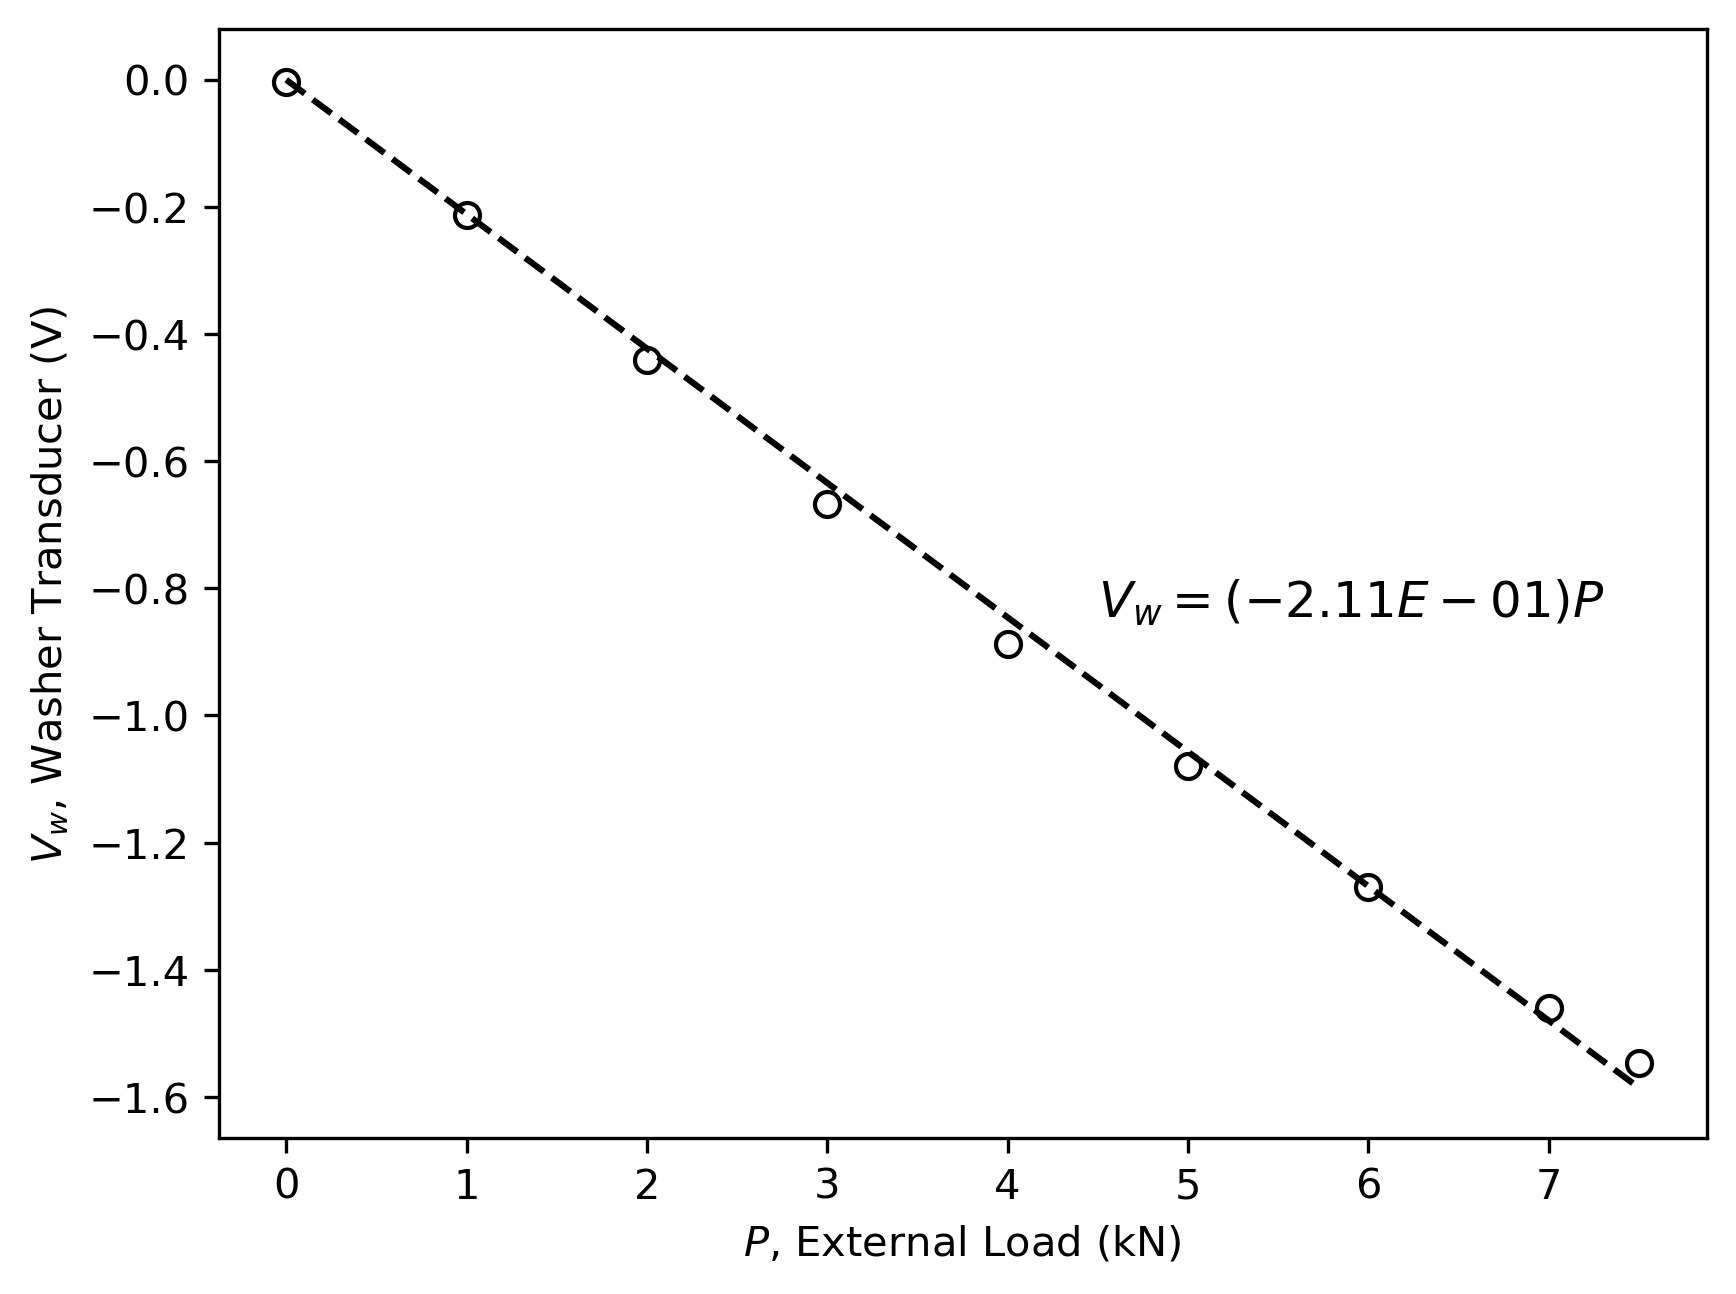 0.0
−0.2
−0.4
−0.6
−0.8
−1.0
−1.2
−1.4
−1.6
V_w, Washer Transducer (V)
V_w = (−2.11E − 01)P
0 1 2 3 4 5 6 7
P, External Load (kN)